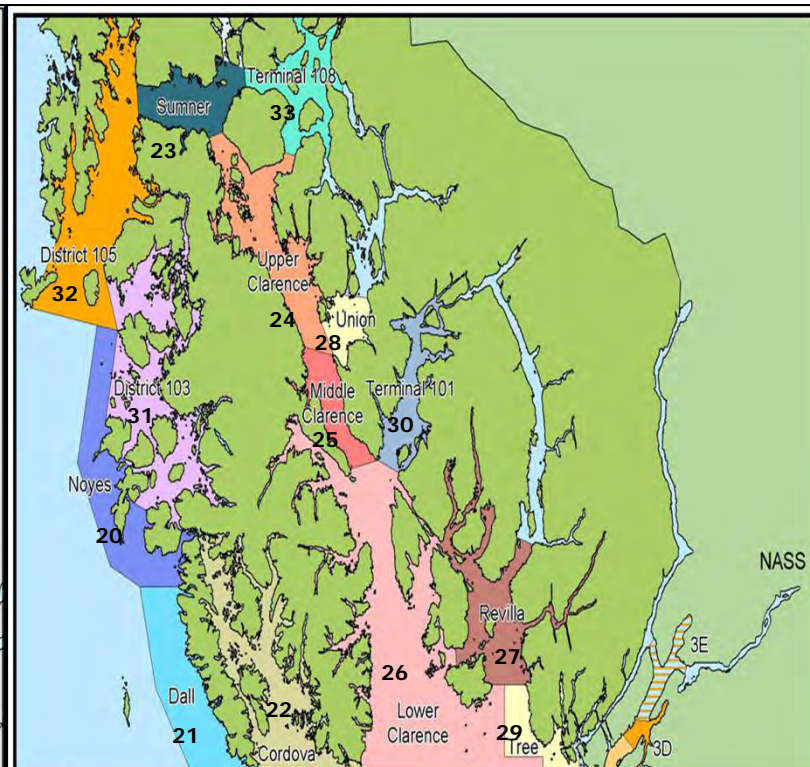 Terminal 108
Sumner
33
23
District 105
32
Upper
Clarence
24
Union
28
District 103
31
Middle
Clarence
25
Terminal 101
30
Noyes
20
NASS
Revilla
27
3E
26
Dall
21
22
Cordova
Lower
Clarence
29
Tree
3D